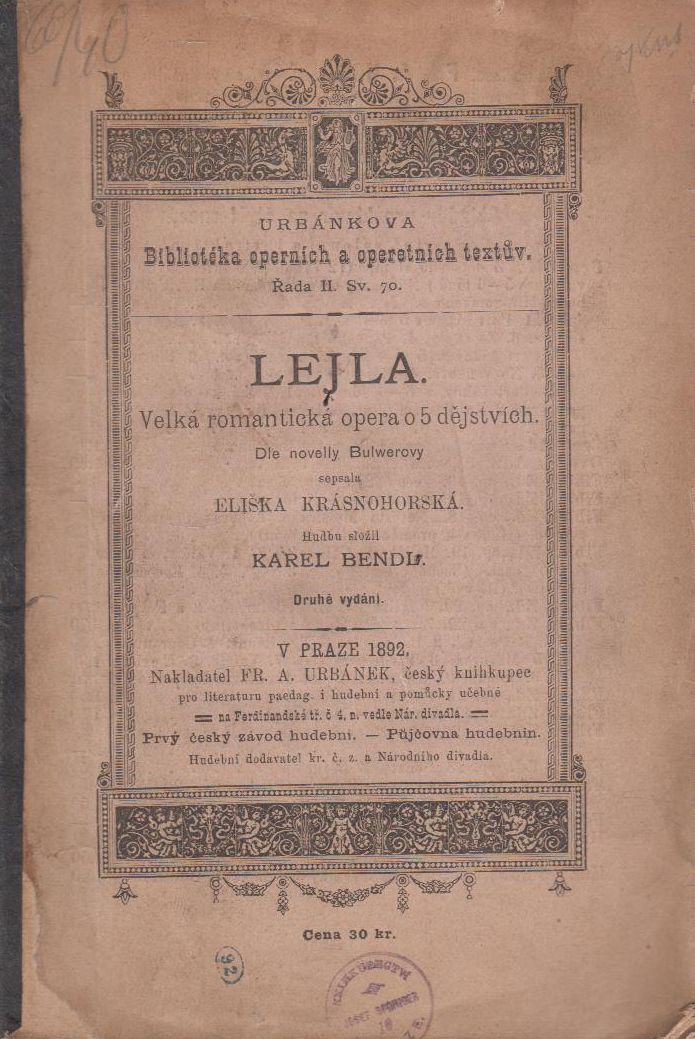 URBÁNKOVA
Bibliotéka operních a operetních textův.
Řada II. Sv. 70.
LEJLA.
Velká romantická opera o 5 dějstvích.
Dle novelly Bulwerovy
sepsala
ELIŠKA KRÁSNOHORSKÁ.
Hudbu složil
KAREL BENDL.
Druhé vydání.
V PRAZE 1892,
Nakladatel FR. A. URBÁNEK, český knihkupec
pro literaturu paedag. i hudební a pomůcky učebné
na Ferdinandské tř. č 4. n. vedle Nár. divadla.
Prvý český závod hudební. — Půjčovna hudebnin.
Hudební dodavatel kr. č. z. a Národního divadla.
Cena 30 kr.
92